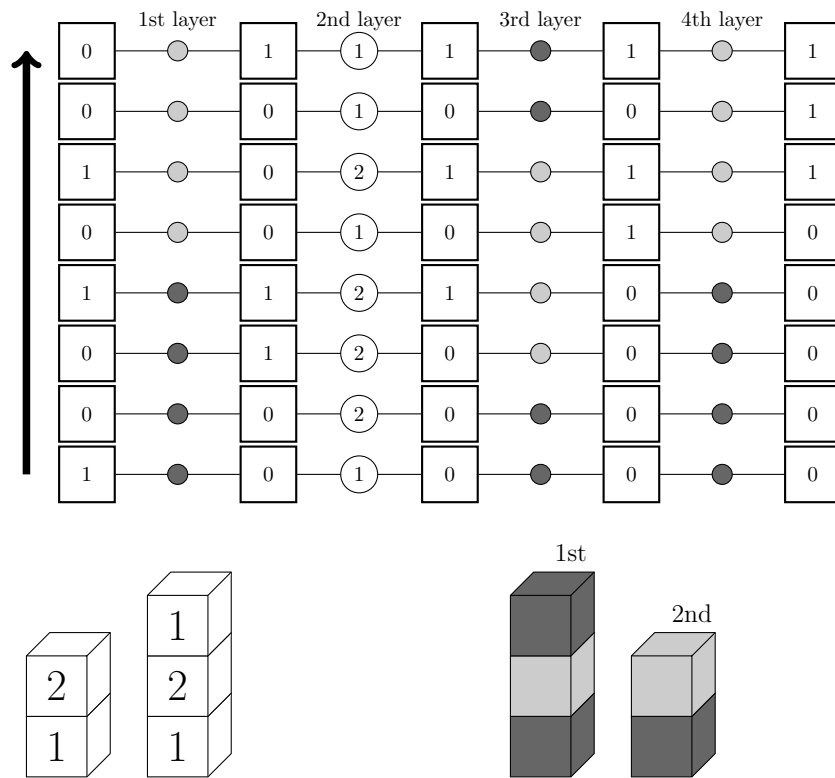 1st layer 2nd layer 3rd layer 4th layer
0 1 1 1 1 1
0 0 1 0 0 1
1 0 2 1 1 1
0 0 1 0 1 0
1 1 2 1 0 0
0 1 2 0 0 0
0 0 2 0 0 0
1 0 1 0 0 0
1st
2nd
1
2 2
1 1